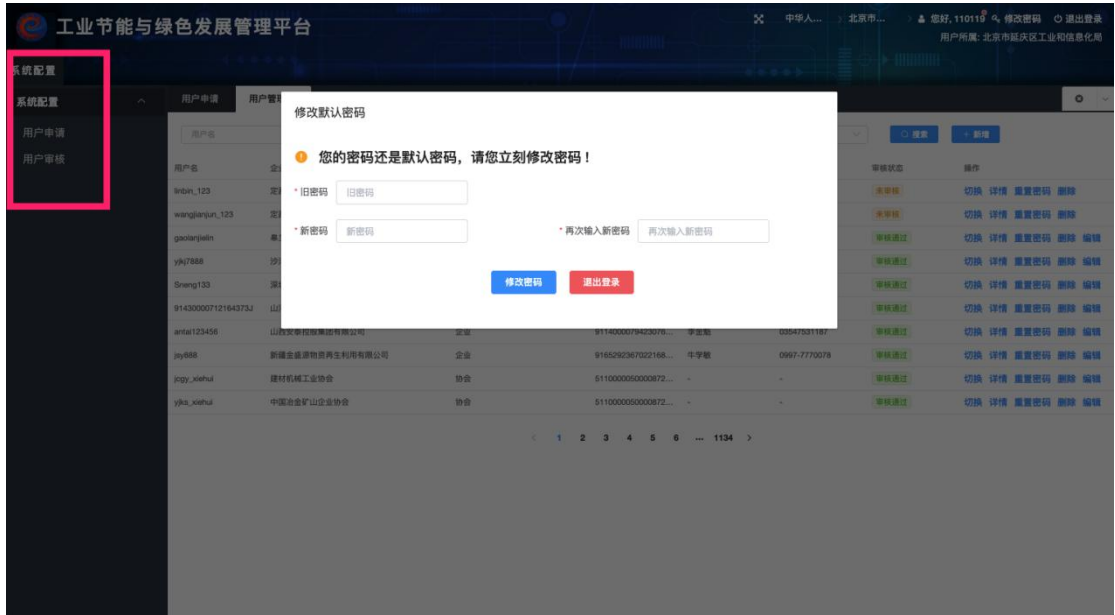 工业节能与绿色发展管理平台
中华人... 北京市... 您好, 110119 修改密码 退出登录
用户所属: 北京市延庆区工业和信息化局
系统配置
系统配置
用户申请
用户审核
用户申请 用户管理
用户名 搜索 + 新增
修改默认密码
您的密码还是默认密码，请您立刻修改密码！
* 旧密码 旧密码
* 新密码 新密码 * 再次输入新密码 再次输入新密码
修改密码 退出登录
用户名 审核状态 操作
linbin_123 未审核 切换 详情 重置密码 删除
wangjianjun_123 未审核 切换 详情 重置密码 删除
gaolanjielin 审核通过 切换 详情 重置密码 删除 编辑
yjkj7888 审核通过 切换 详情 重置密码 删除 编辑
Sneng133 审核通过 切换 详情 重置密码 删除 编辑
91430000712164373J 审核通过 切换 详情 重置密码 删除 编辑
antai123456 山西安泰控股集团有限公司 企业 9114000079423076... 03547531187 审核通过 切换 详情 重置密码 删除 编辑
jsy888 新疆金盛源物资再生利用有限公司 企业 9165292367022168... 牛学敏 0997-7770078 审核通过 切换 详情 重置密码 删除 编辑
jcgy_xiehui 建材机械工业协会 协会 5110000050000872... - - 审核通过 切换 详情 重置密码 删除 编辑
yjks_xiehui 中国冶金矿山企业协会 协会 5110000050000872... - - 审核通过 切换 详情 重置密码 删除 编辑
< 1 2 3 4 5 6 ... 1134 >